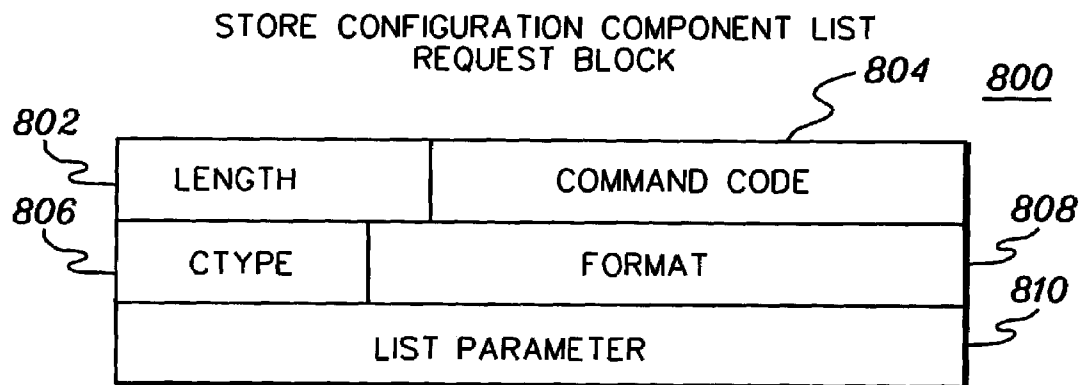 STORE CONFIGURATION COMPONENT LIST
REQUEST BLOCK
804
800
802
LENGTH
COMMAND CODE
806
808
CTYPE
FORMAT
810
LIST PARAMETER